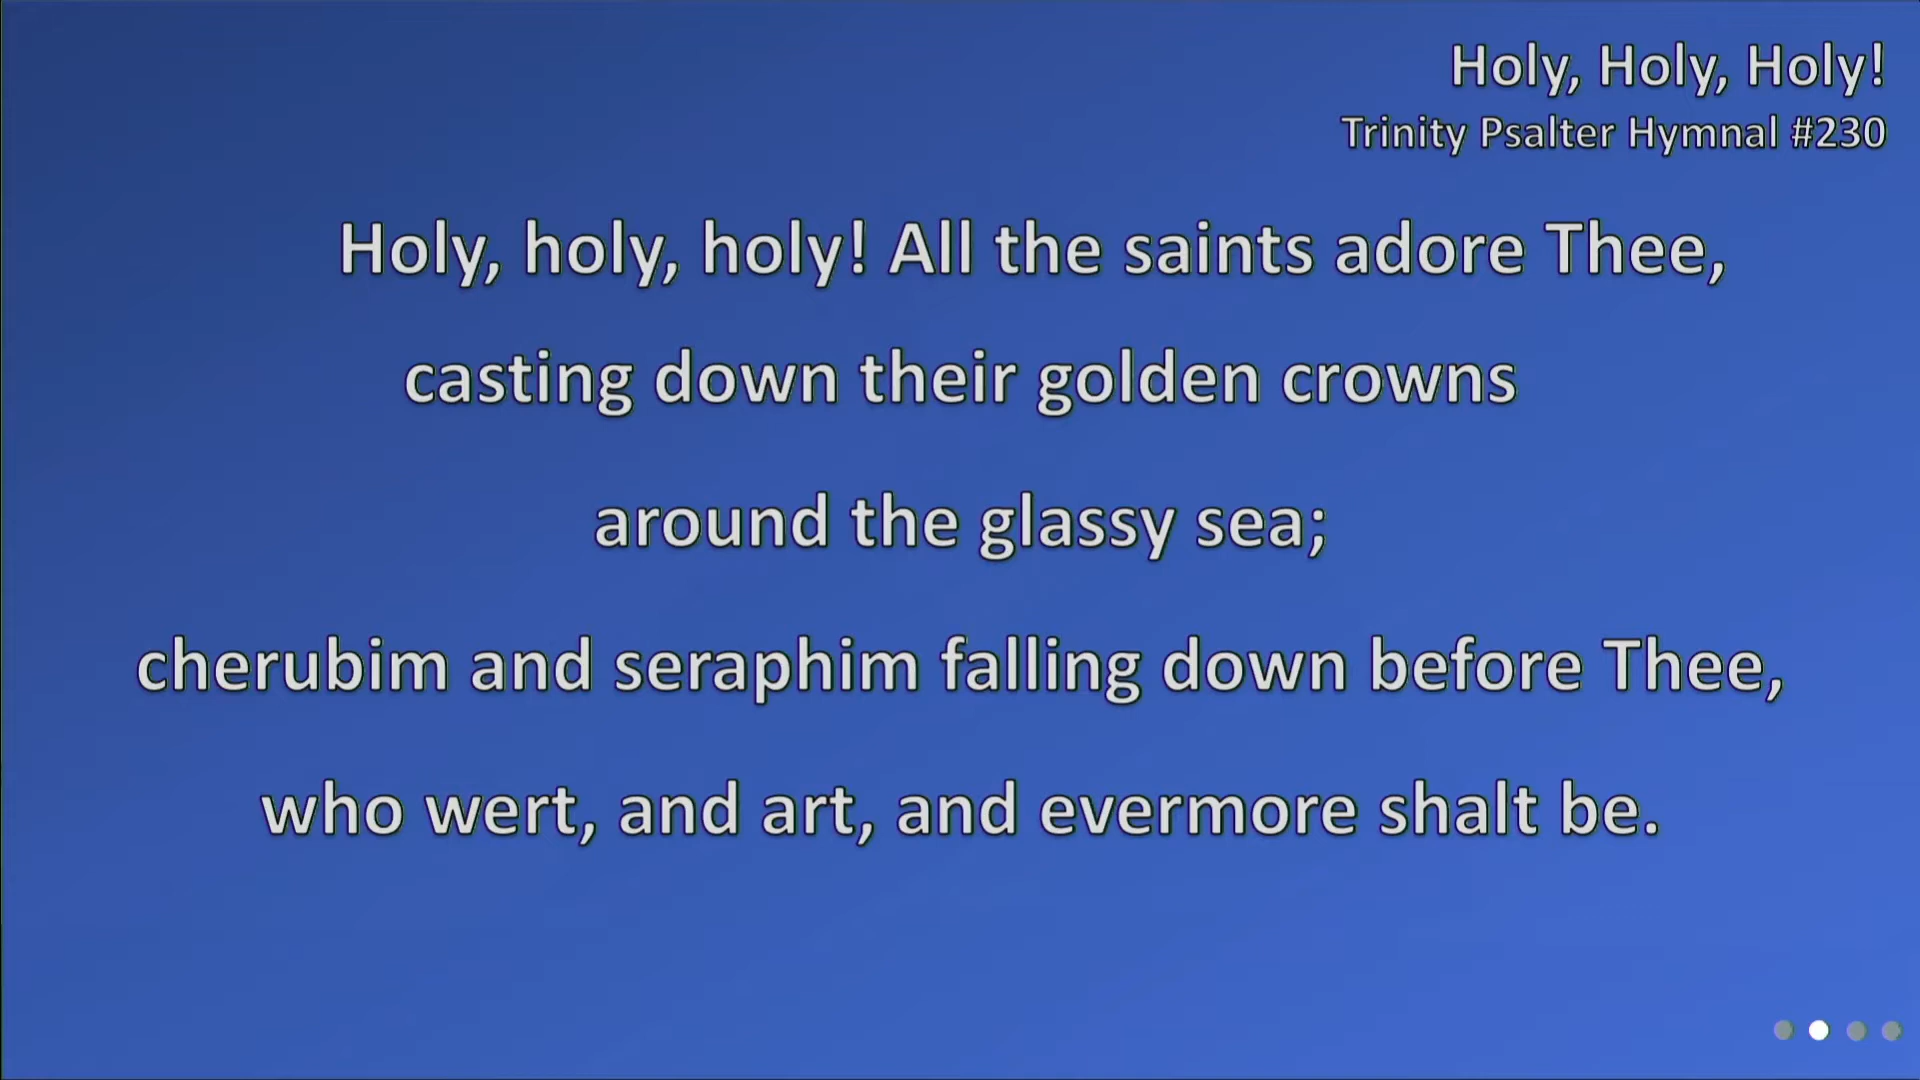 Holy, Holy, Holy!
Trinity Psalter Hymnal #230
Holy, holy, holy! All the saints adore Thee,
casting down their golden crowns
around the glassy sea;
cherubim and seraphim falling down before Thee,
who wert, and art, and evermore shalt be.